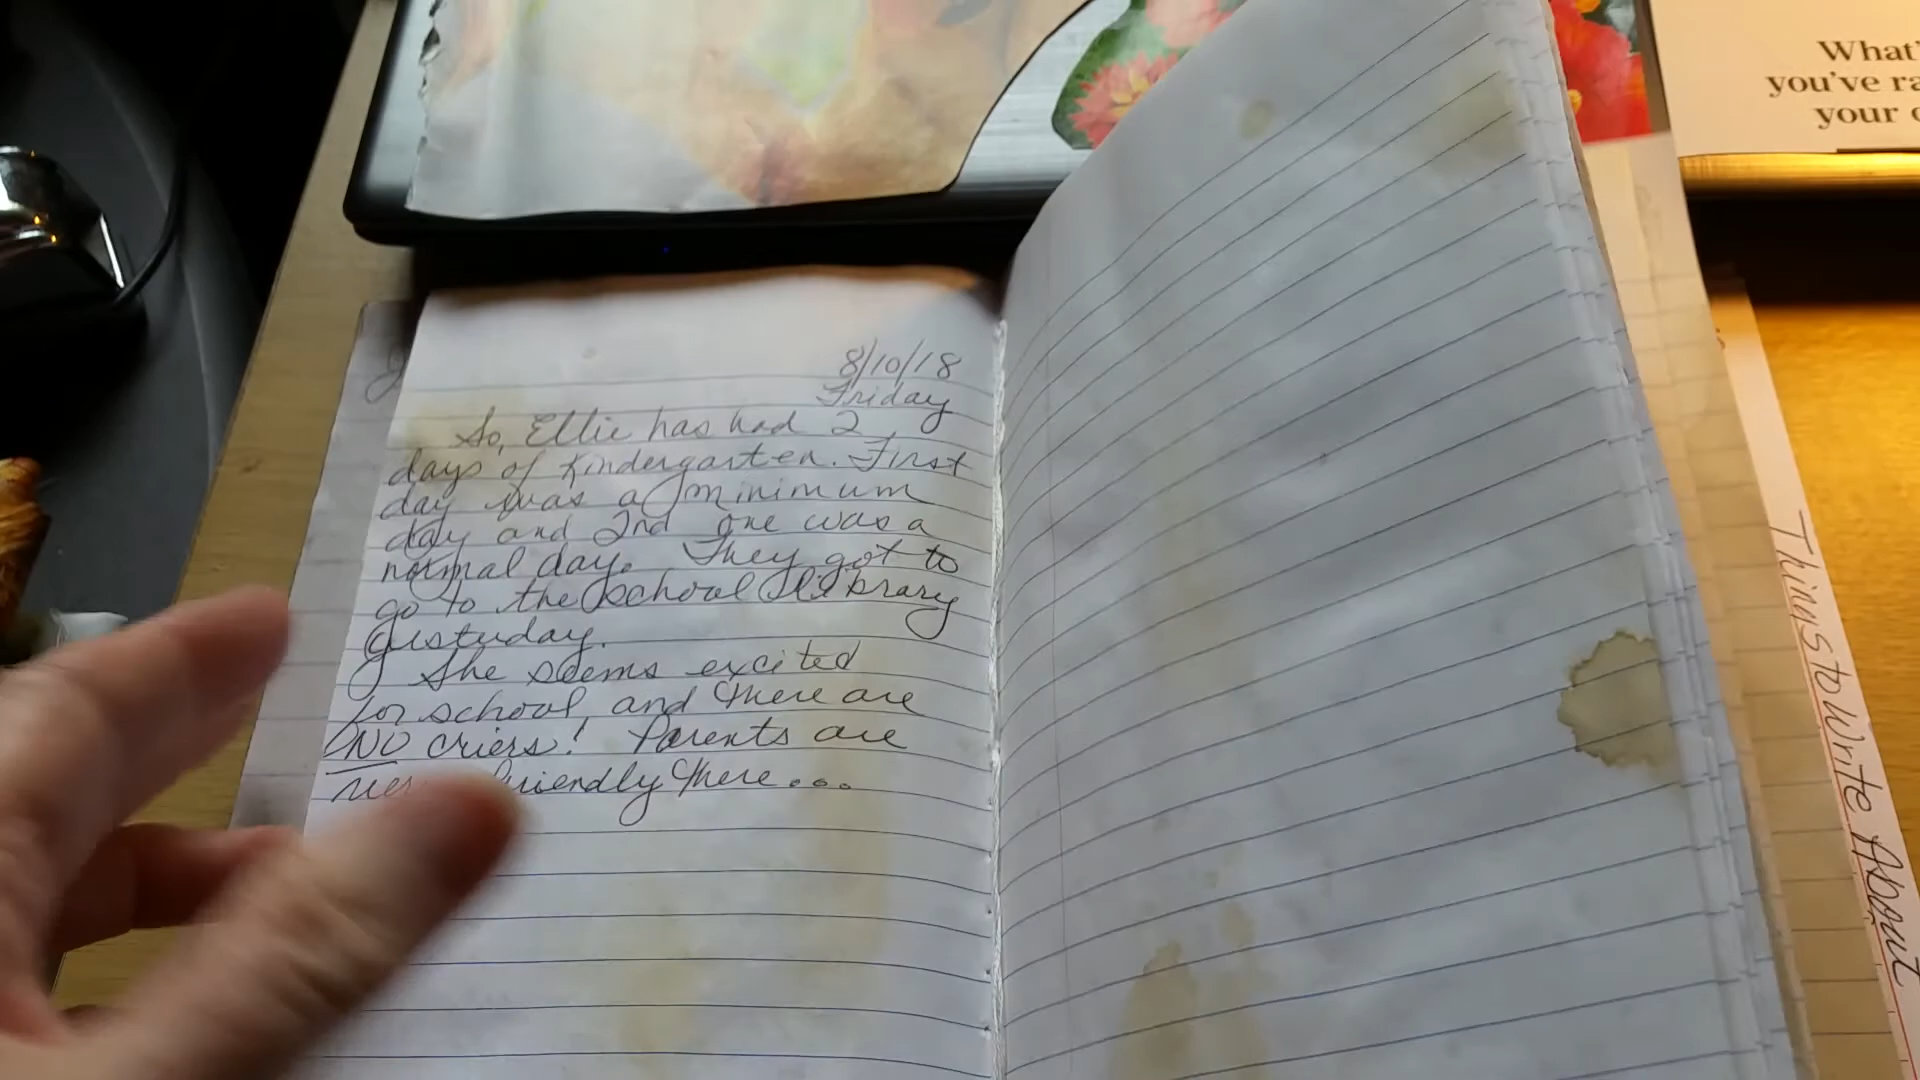 8/10/18
Friday
So, Ellie has had 2
days of Kindergarten. First
day was a minimum
day and 2nd one was a
normal day. They got to
go to the school library
yesterday.
She seems excited
for school, and there are
NO criers! Parents are
friendly there...
What'
you've ra
your
Things to Write About